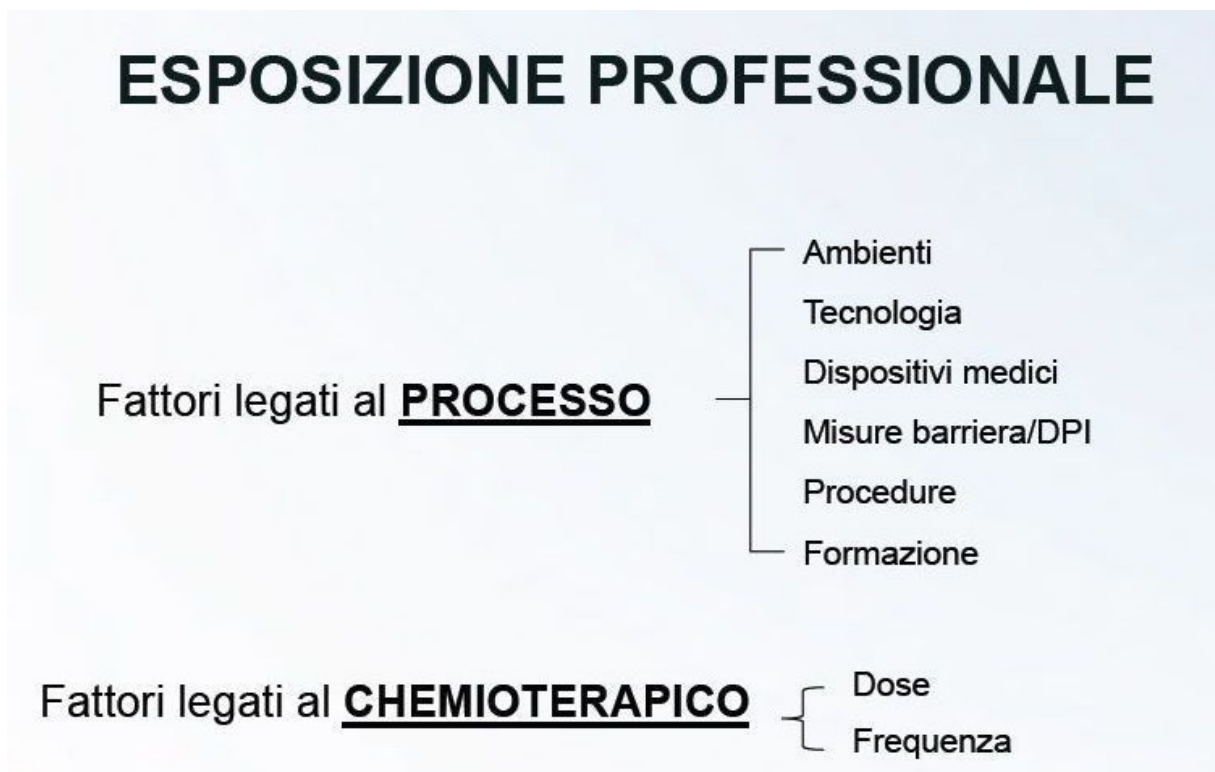 ESPOSIZIONE PROFESSIONALE
Ambienti
Tecnologia
Dispositivi medici
Fattori legati al PROCESSO
Misure barriera/DPI
Procedure
Formazione
Fattori legati al CHEMIOTERAPICO
Dose
Frequenza